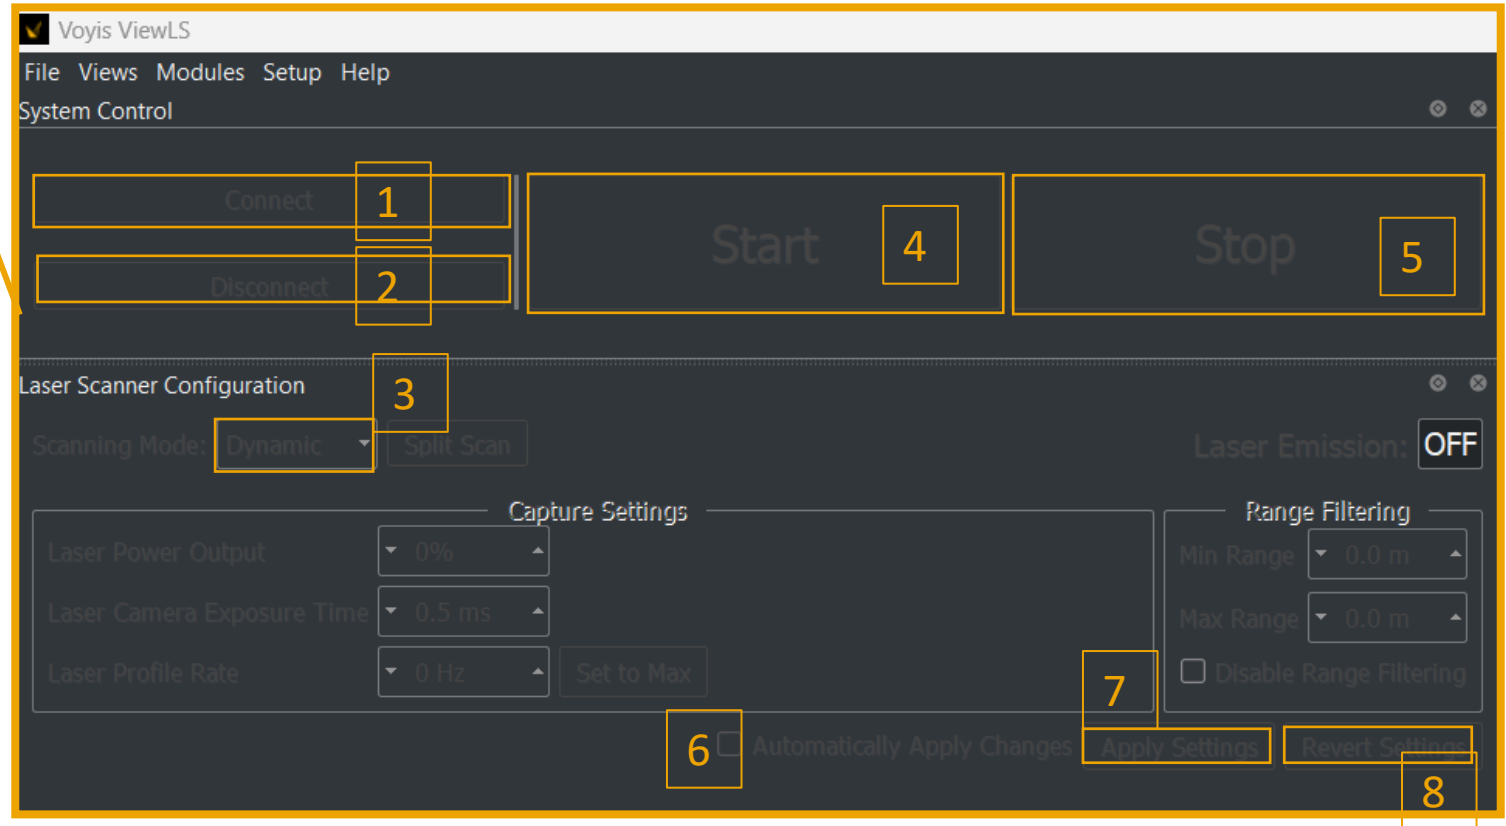 Voyis ViewLS
File Views Modules Setup Help
System Control
Connect 1
Disconnect 2
Start 4
Stop 5
Laser Scanner Configuration 3
Scanning Mode: Dynamic Split Scan
Laser Emission: OFF
Capture Settings
Laser Power Output 0%
Laser Camera Exposure Time 0.5 ms
Laser Profile Rate 0 Hz Set to Max
Range Filtering
Min Range 0.0 m
Max Range 0.0 m
Disable Range Filtering
6 Automatically Apply Changes
7 Apply Settings
Revert Settings
8